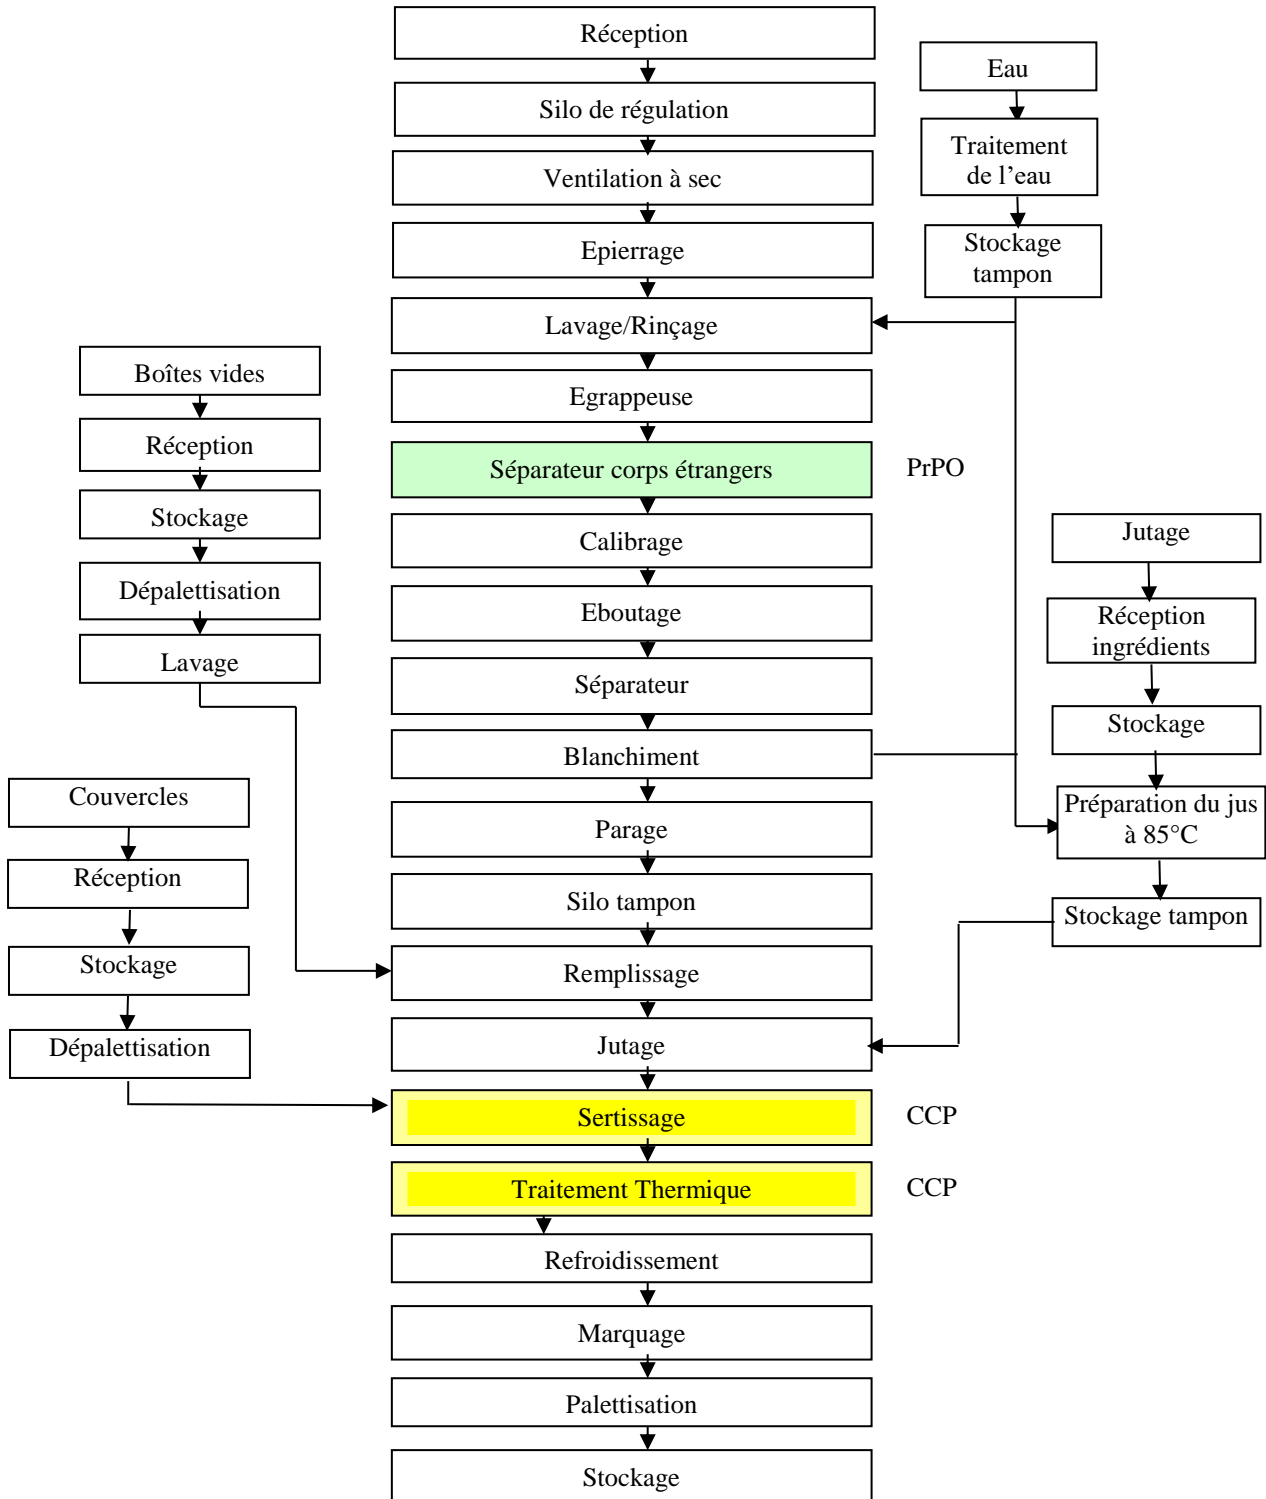 Réception
Eau
Silo de régulation
Traitement
de l’eau
Ventilation à sec
Epierrage
Stockage
tampon
Lavage/Rinçage
Boîtes vides
Egrappeuse
Réception
Séparateur corps étrangers
PrPO
Stockage
Calibrage
Jutage
Dépalettisation
Eboutage
Réception
ingrédients
Lavage
Séparateur
Stockage
Blanchiment
Couvercles
Parage
Préparation du jus
à 85°C
Réception
Silo tampon
Stockage tampon
Stockage
Remplissage
Dépalettisation
Jutage
Sertissage
CCP
Traitement Thermique
CCP
Refroidissement
Marquage
Palettisation
Stockage